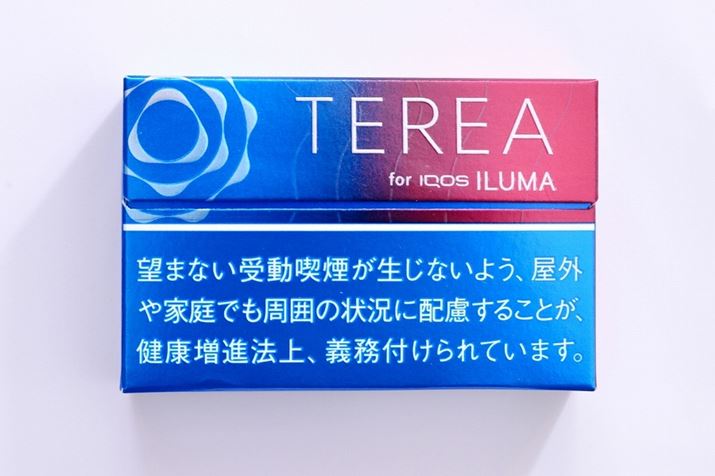 TEREA
for IQOS ILUMA
望まない受動喫煙が生じないよう、屋外
や家庭でも周囲の状況に配慮することが、
健康増進法上、義務付けられています。